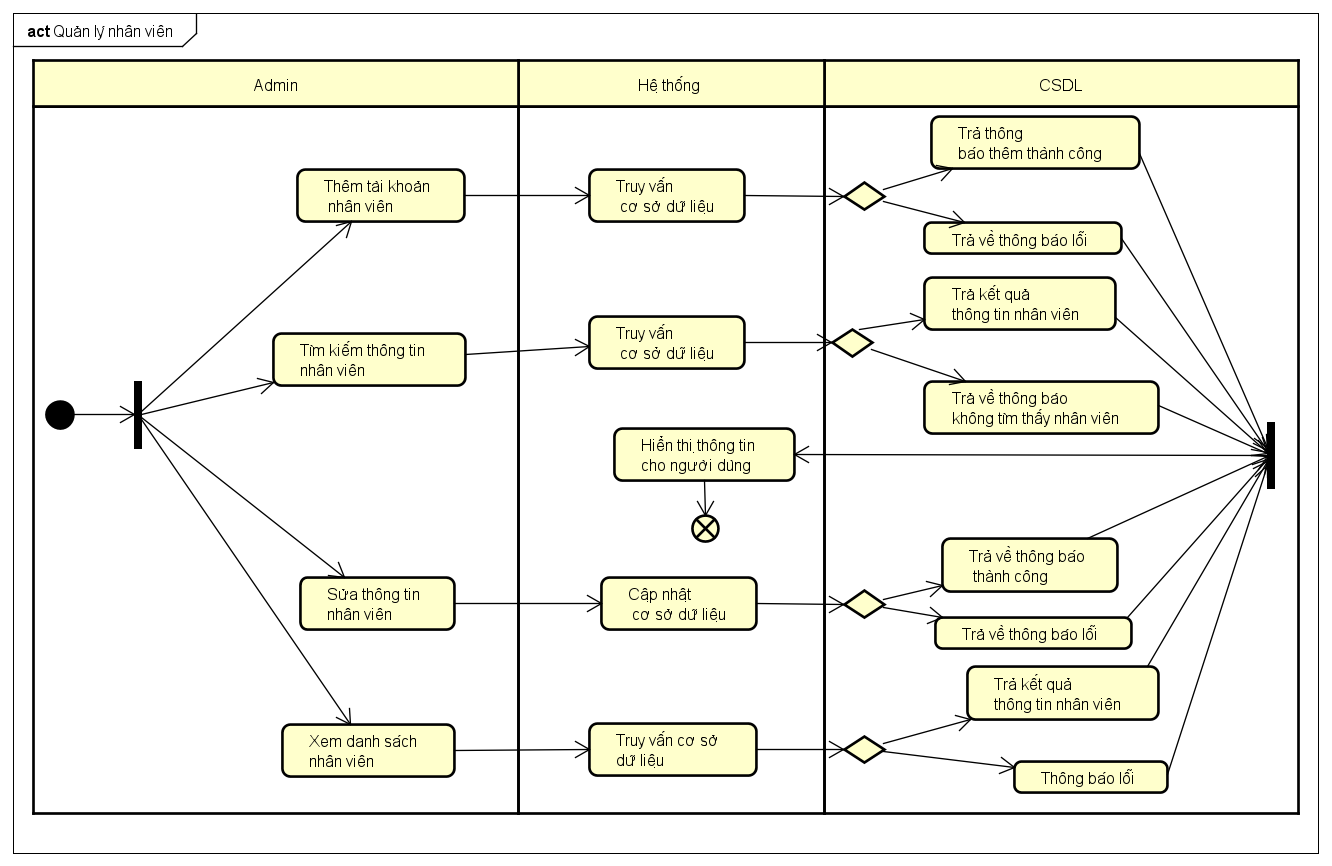 act Quản lý nhân viên
Admin
Hệ thống
CSDL
Thêm tài khoản
nhân viên
Truy vấn
cơ sở dữ liệu
Trả thông
báo thêm thành công
Trả về thông báo lỗi
Tìm kiếm thông tin
nhân viên
Truy vấn
cơ sở dữ liệu
Trả kết quả
thông tin nhân viên
Trả về thông báo
không tìm thấy nhân viên
Hiển thị thông tin
cho người dùng
Sửa thông tin
nhân viên
Cập nhật
cơ sở dữ liệu
Trả về thông báo
thành công
Trả về thông báo lỗi
Xem danh sách
nhân viên
Truy vấn cơ sở
dữ liệu
Trả kết quả
thông tin nhân viên
Thông báo lỗi